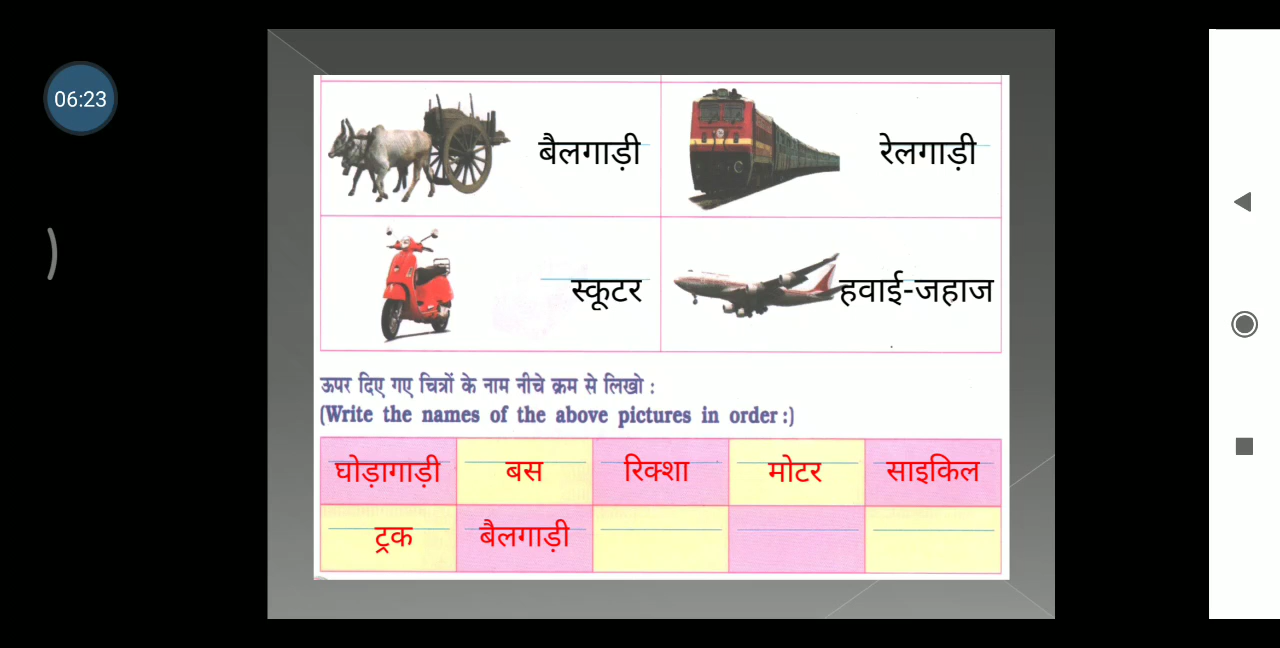 06:23
बैलगाड़ी
रेलगाड़ी
स्कूटर
हवाई-जहाज
ऊपर दिए गए चित्रों के नाम नीचे क्रम से लिखो :
(Write the names of the above pictures in order :)
घोड़ागाड़ी बस रिक्शा मोटर साइकिल
ट्रक बैलगाड़ी